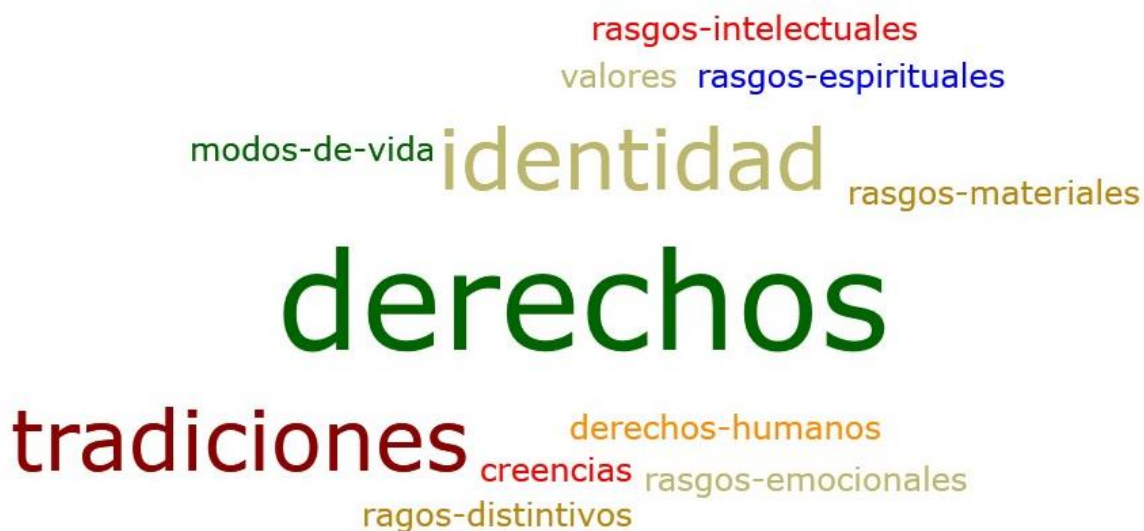 rasgos-intelectuales
valores rasgos-espirituales
modos-de-vida identidad
rasgos-materiales
derechos
tradiciones derechos-humanos
creencias rasgos-emocionales
ragos-distintivos